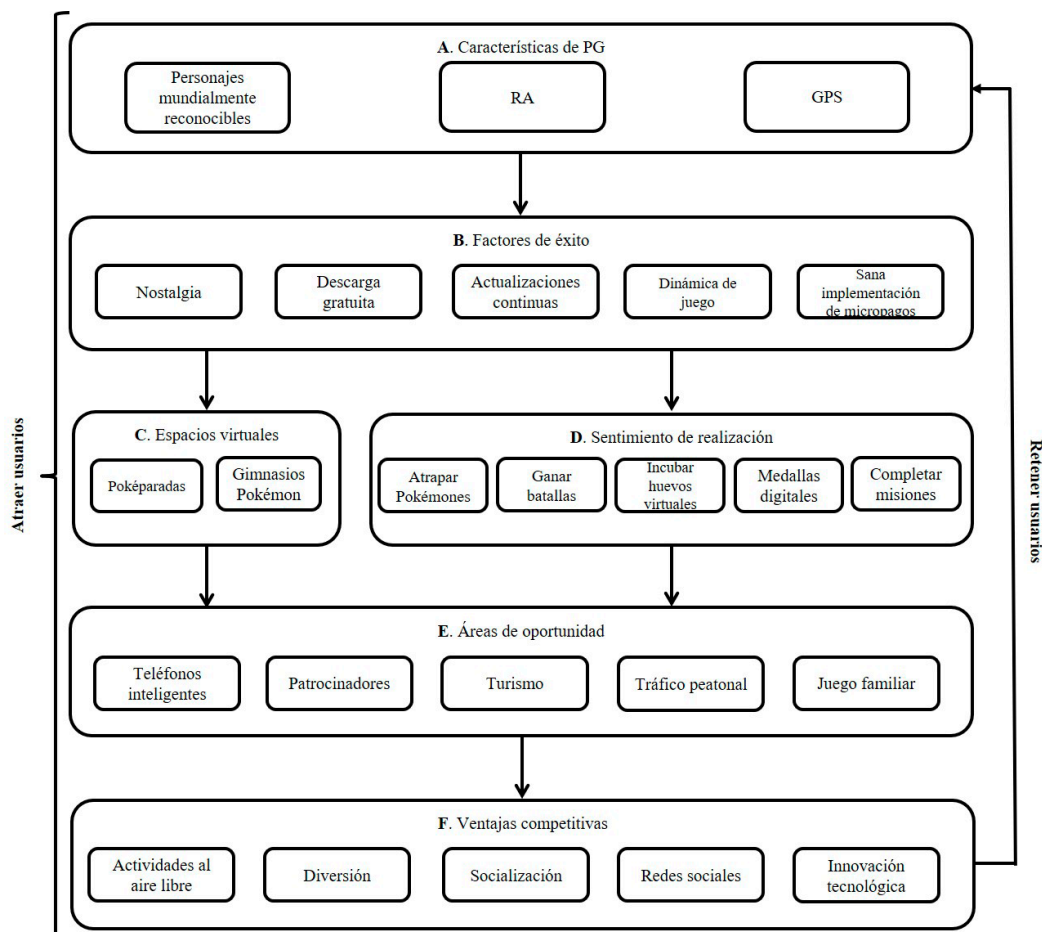 A. Características de PG
Personajes
mundialmente
reconocibles
RA
GPS
B. Factores de éxito
Nostalgia
Descarga
gratuita
Actualizaciones
continuas
Dinámica de
juego
Sana
implementación
de micropagos
C. Espacios virtuales
Poképaradas
Gimnasios
Pokémon
D. Sentimiento de realización
Atrapar
Pokémones
Ganar
batallas
Incubar
huevos
virtuales
Medallas
digitales
Completar
misiones
E. Áreas de oportunidad
Teléfonos
inteligentes
Patrocinadores
Turismo
Tráfico peatonal
Juego familiar
F. Ventajas competitivas
Actividades al
aire libre
Diversión
Socialización
Redes sociales
Innovación
tecnológica
Atraer usuarios
Retener usuarios